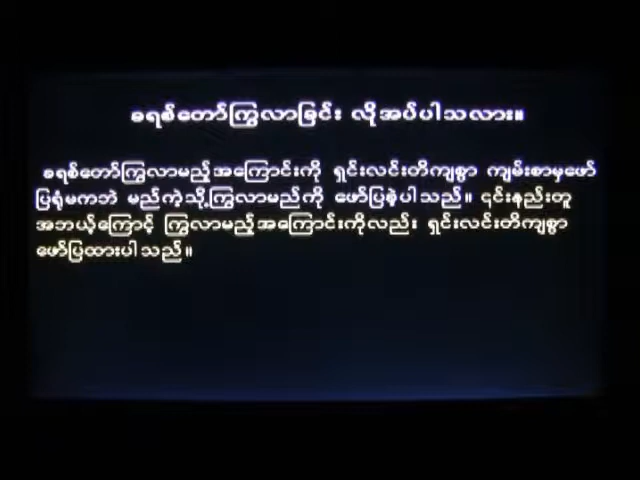 ခရစ်တော်ကြွလာခြင်း လိုအပ်ပါသလား။
ခရစ်တော်ကြွလာမည့်အကြောင်းကို ရှင်းလင်းတိကျစွာ ကျမ်းစာမှဖော်
ပြရုံမကဘဲ မည်ကဲ့သို့ကြွလာမည်ကို ဖော်ပြခဲ့ပါသည်။ ၎င်းနည်းတူ
အဘယ့်ကြောင့် ကြွလာမည့်အကြောင်းကိုလည်း ရှင်းလင်းတိကျစွာ
ဖော်ပြထားပါသည်။